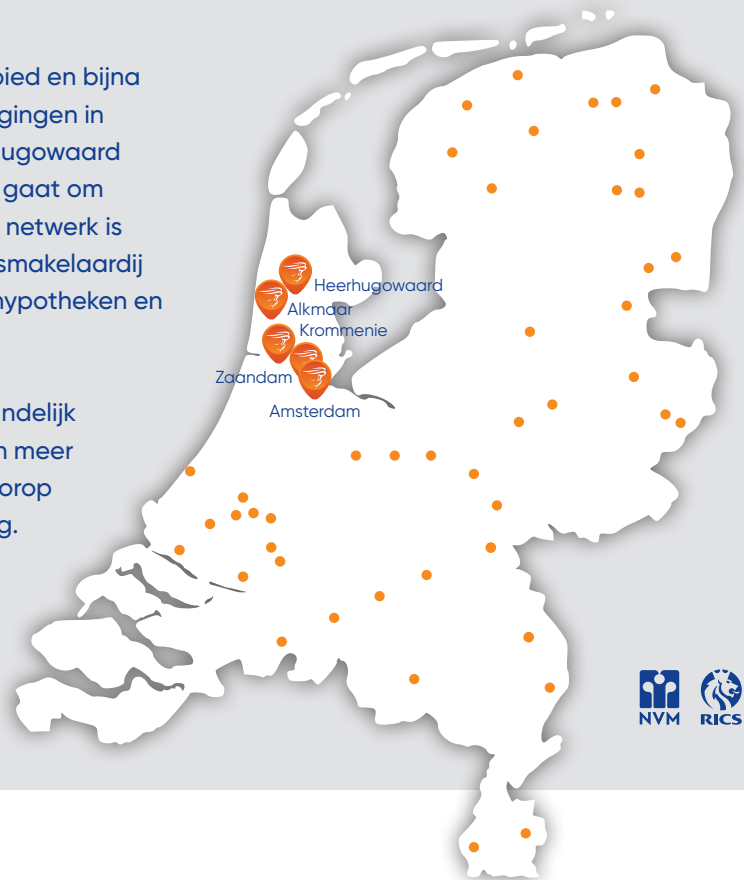 bied en bijna
gingen in
ugowaard
gaat om
netwerk is
smakelaardij
hypotheken en
ndelijk
n meer
orop
g.
Heerhugowaard
Alkmaar
Krommenie
Zaandam
Amsterdam
NVM
RICS